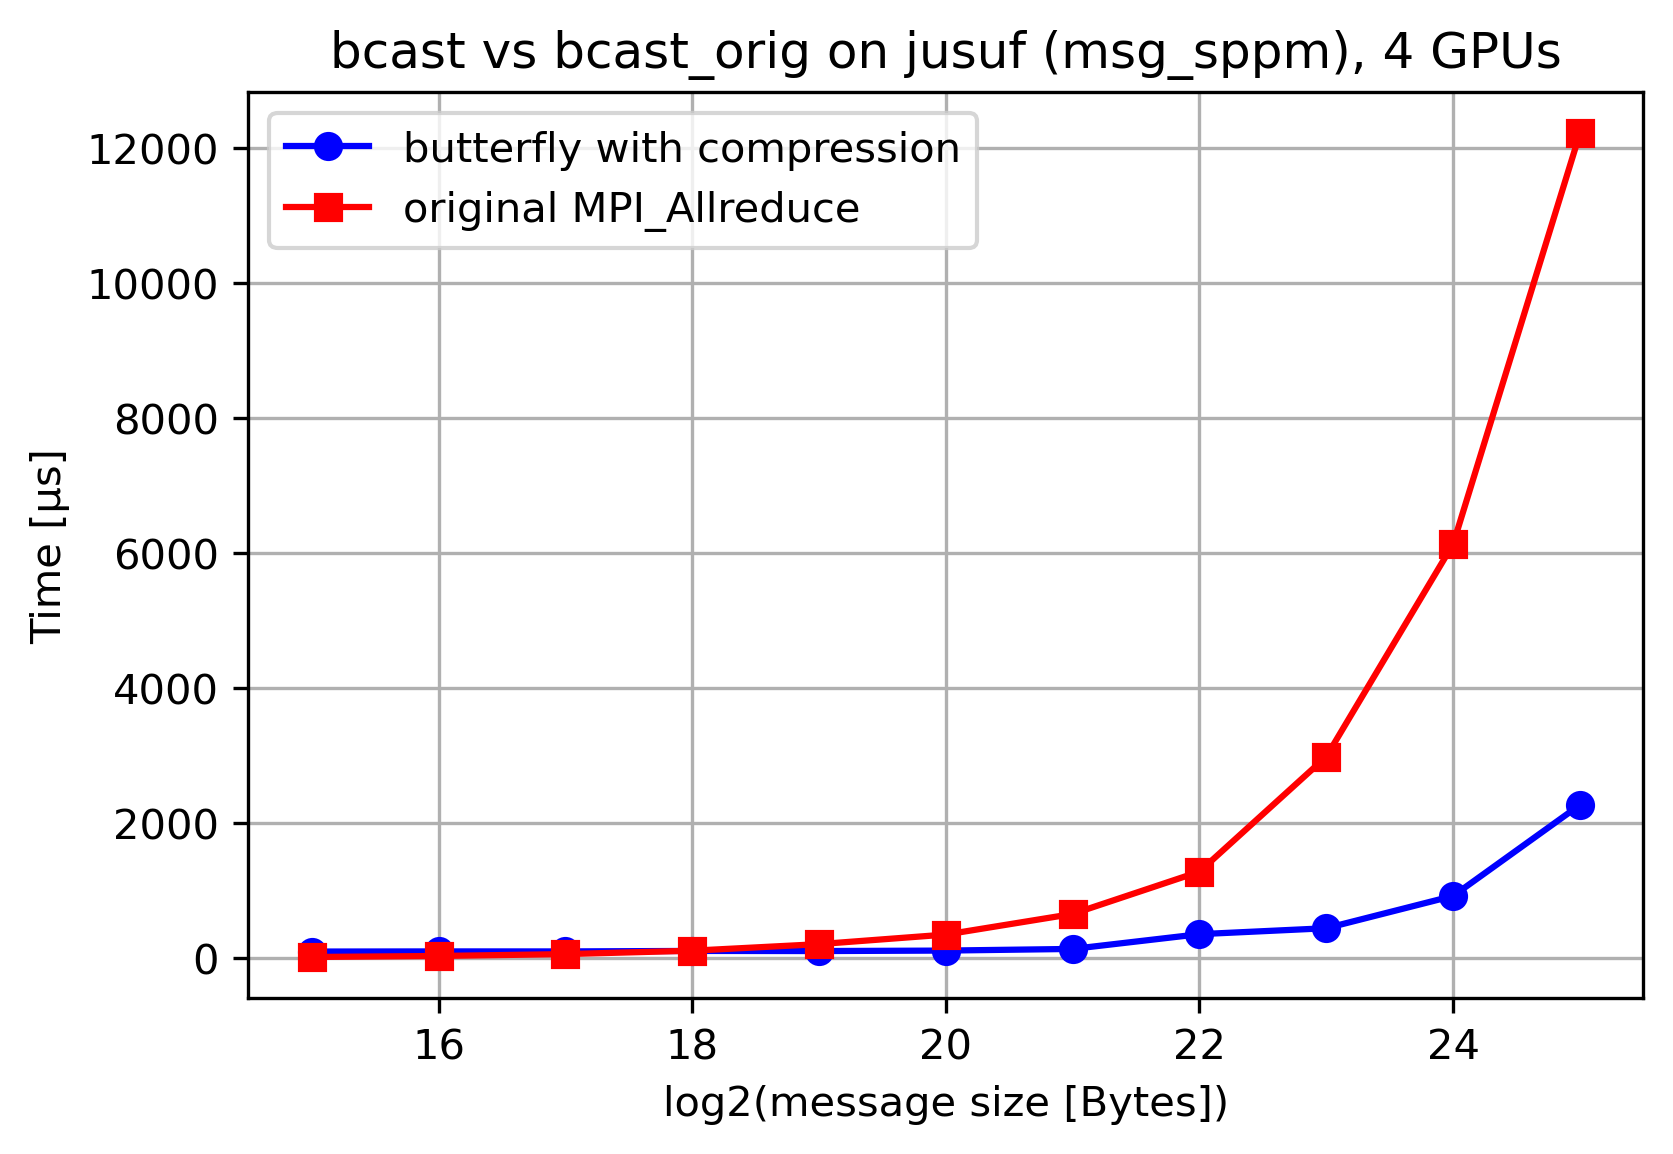 bcast vs bcast_orig on jusuf (msg_sppm), 4 GPUs
butterfly with compression
original MPI_Allreduce
12000
10000
8000
6000
4000
2000
0
Time [µs]
16 18 20 22 24
log2(message size [Bytes])